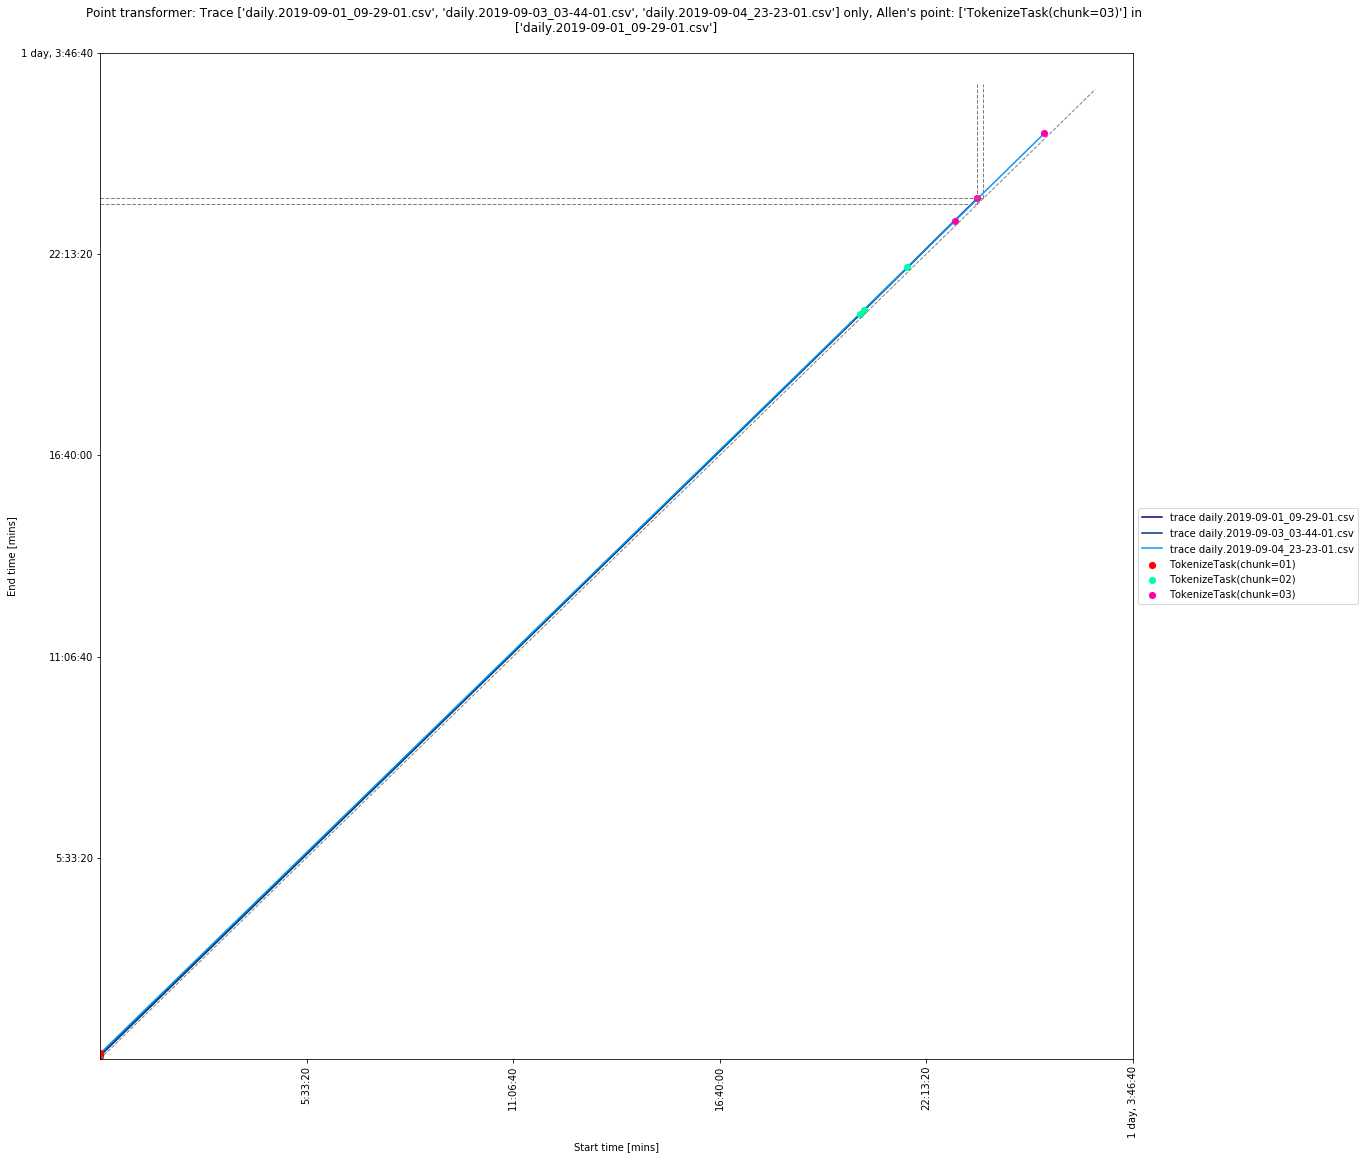 Point transformer: Trace ['daily.2019-09-01_09-29-01.csv', 'daily.2019-09-03_03-44-01.csv', 'daily.2019-09-04_23-23-01.csv'] only, Allen's point: ['TokenizeTask(chunk=03)'] in
['daily.2019-09-01_09-29-01.csv']
1 day, 3:46:40
22:13:20
16:40:00
11:06:40
5:33:20
End time [mins]
trace daily.2019-09-01_09-29-01.csv
trace daily.2019-09-03_03-44-01.csv
trace daily.2019-09-04_23-23-01.csv
TokenizeTask(chunk=01)
TokenizeTask(chunk=02)
TokenizeTask(chunk=03)
5:33:20
11:06:40
16:40:00
22:13:20
1 day, 3:46:40
Start time [mins]